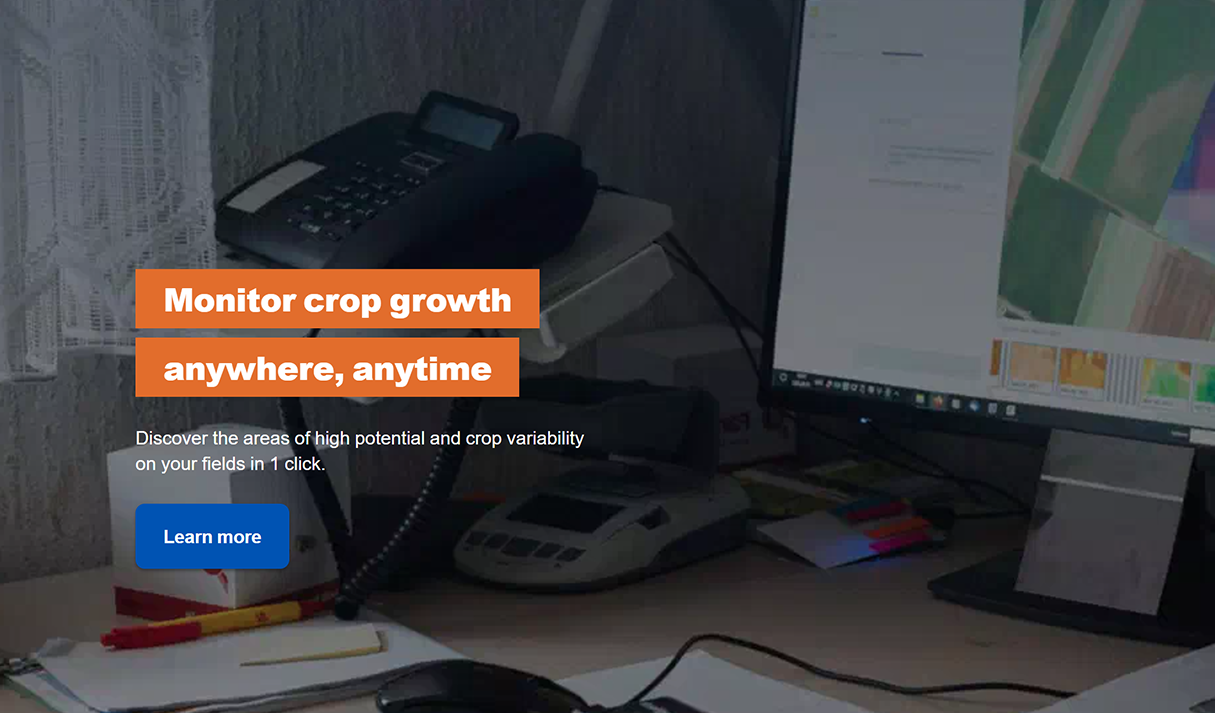 Monitor crop growth
anywhere, anytime
Discover the areas of high potential and crop variability
on your fields in 1 click.
Learn more